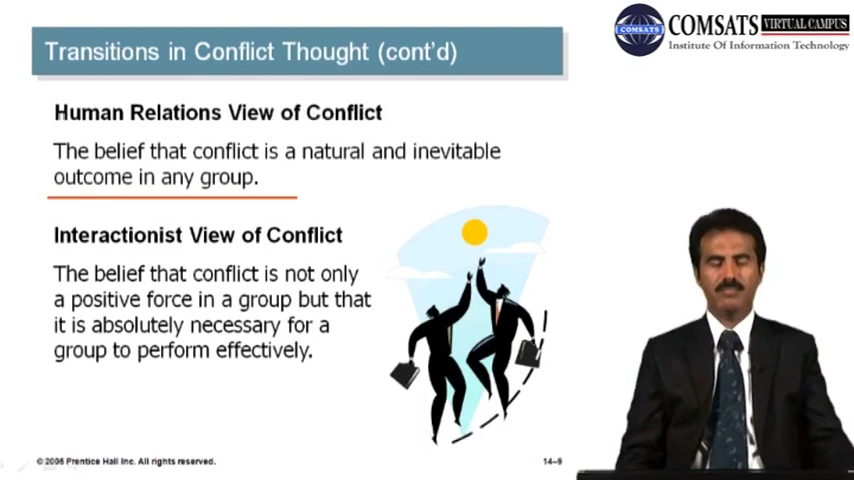 Transitions in Conflict Thought (cont'd)
COMSATS VIRTUAL CAMPUS
COMSATS
Institute Of Information Technology
Human Relations View of Conflict
The belief that conflict is a natural and inevitable
outcome in any group.
Interactionist View of Conflict
The belief that conflict is not only
a positive force in a group but that
it is absolutely necessary for a
group to perform effectively.
© 2005 Prentice Hall Inc. All rights reserved.
14–9